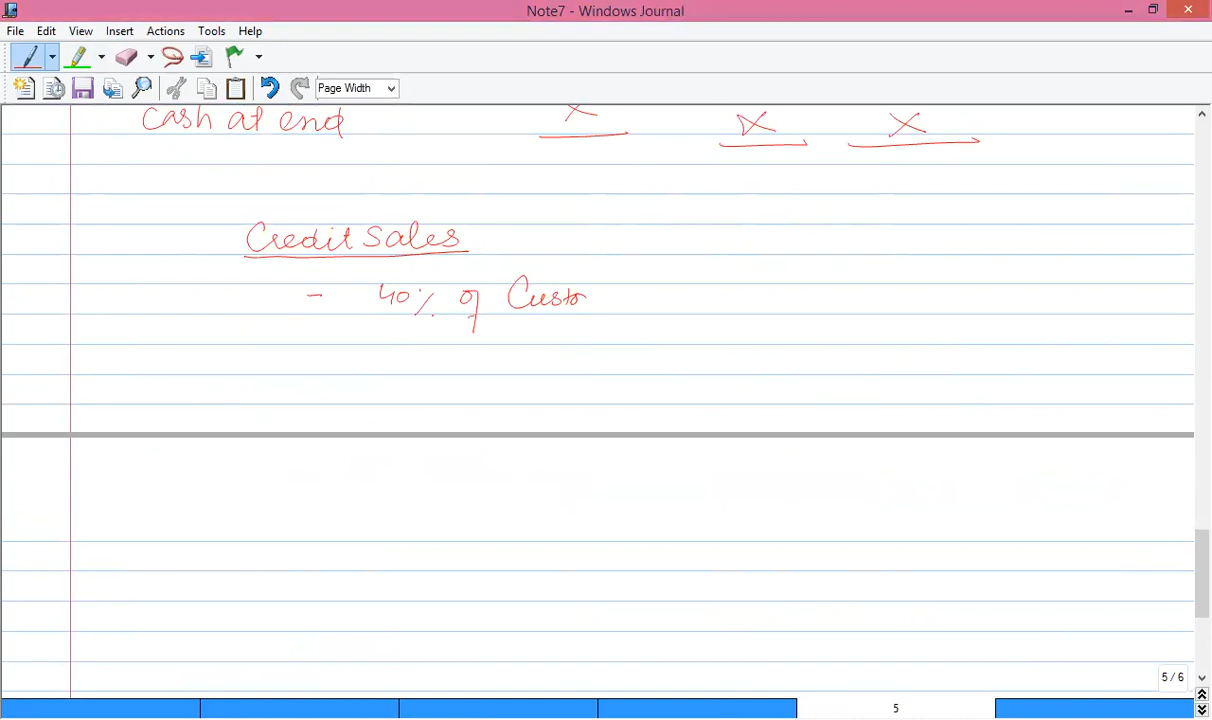 Note7 - Windows Journal
File Edit View Insert Actions Tools Help
Page Width
Cash at end X X X
Credit Sales
- 40% of Custo
5 / 6
5